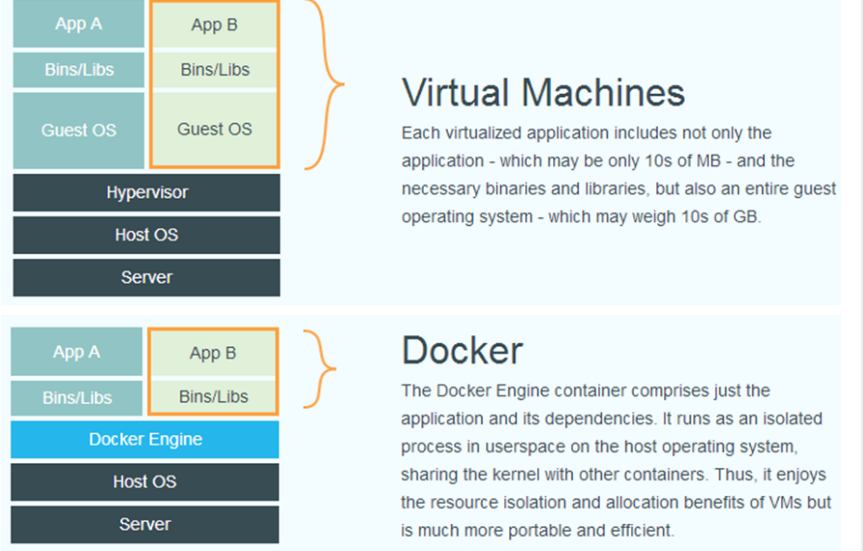 App A
App B
Bins/Libs
Bins/Libs
Guest OS
Guest OS
Hypervisor
Host OS
Server
Virtual Machines
Each virtualized application includes not only the
application - which may be only 10s of MB - and the
necessary binaries and libraries, but also an entire guest
operating system - which may weigh 10s of GB.
App A
App B
Bins/Libs
Bins/Libs
Docker Engine
Host OS
Server
Docker
The Docker Engine container comprises just the
application and its dependencies. It runs as an isolated
process in userspace on the host operating system,
sharing the kernel with other containers. Thus, it enjoys
the resource isolation and allocation benefits of VMs but
is much more portable and efficient.